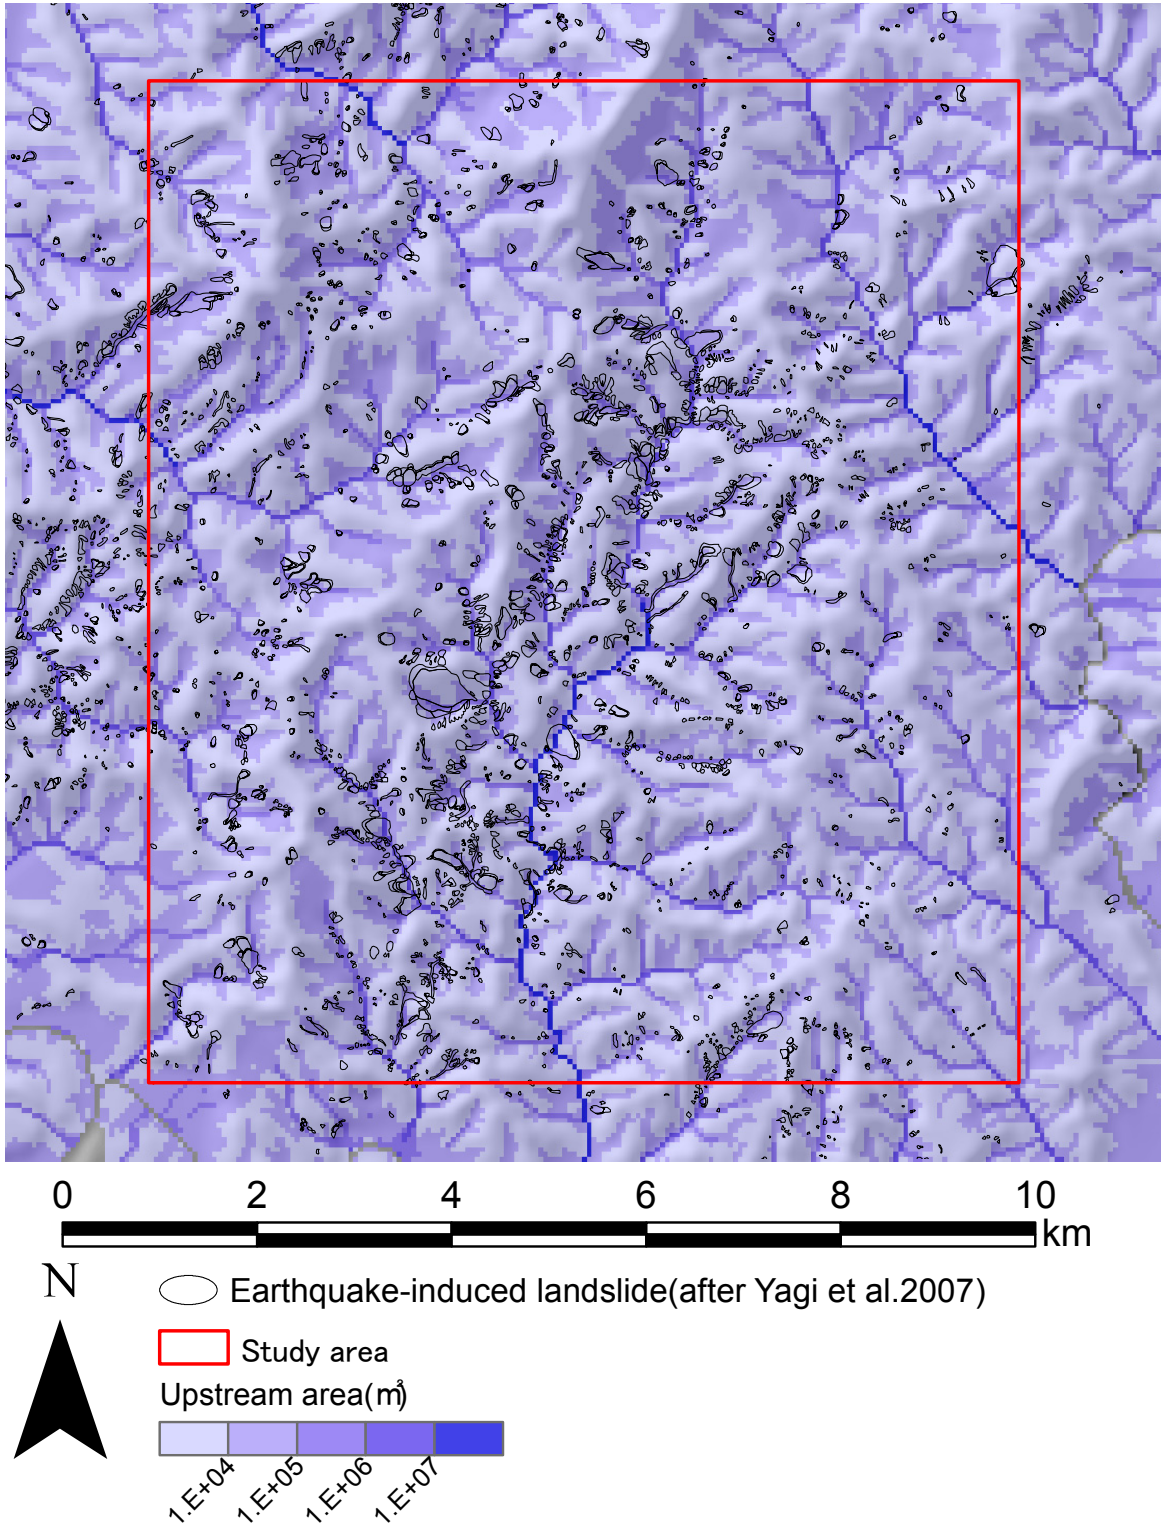 0 2 4 6 8 10
km
N
Earthquake-induced landslide(after Yagi et al.2007)
Study area
Upstream area(㎡)
1.E+04 1.E+05 1.E+06 1.E+07